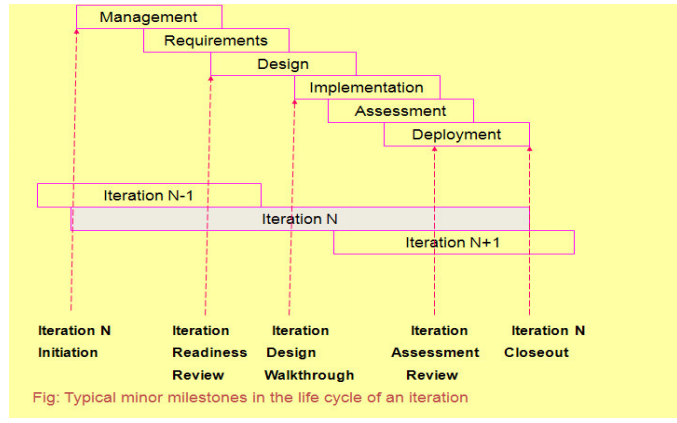 Management
Requirements
Design
Implementation
Assessment
Deployment
Iteration N-1
Iteration N
Iteration N+1
Iteration N
Initiation
Iteration
Readiness
Review
Iteration
Design
Walkthrough
Iteration
Assessment
Review
Iteration N
Closeout
Fig: Typical minor milestones in the life cycle of an iteration